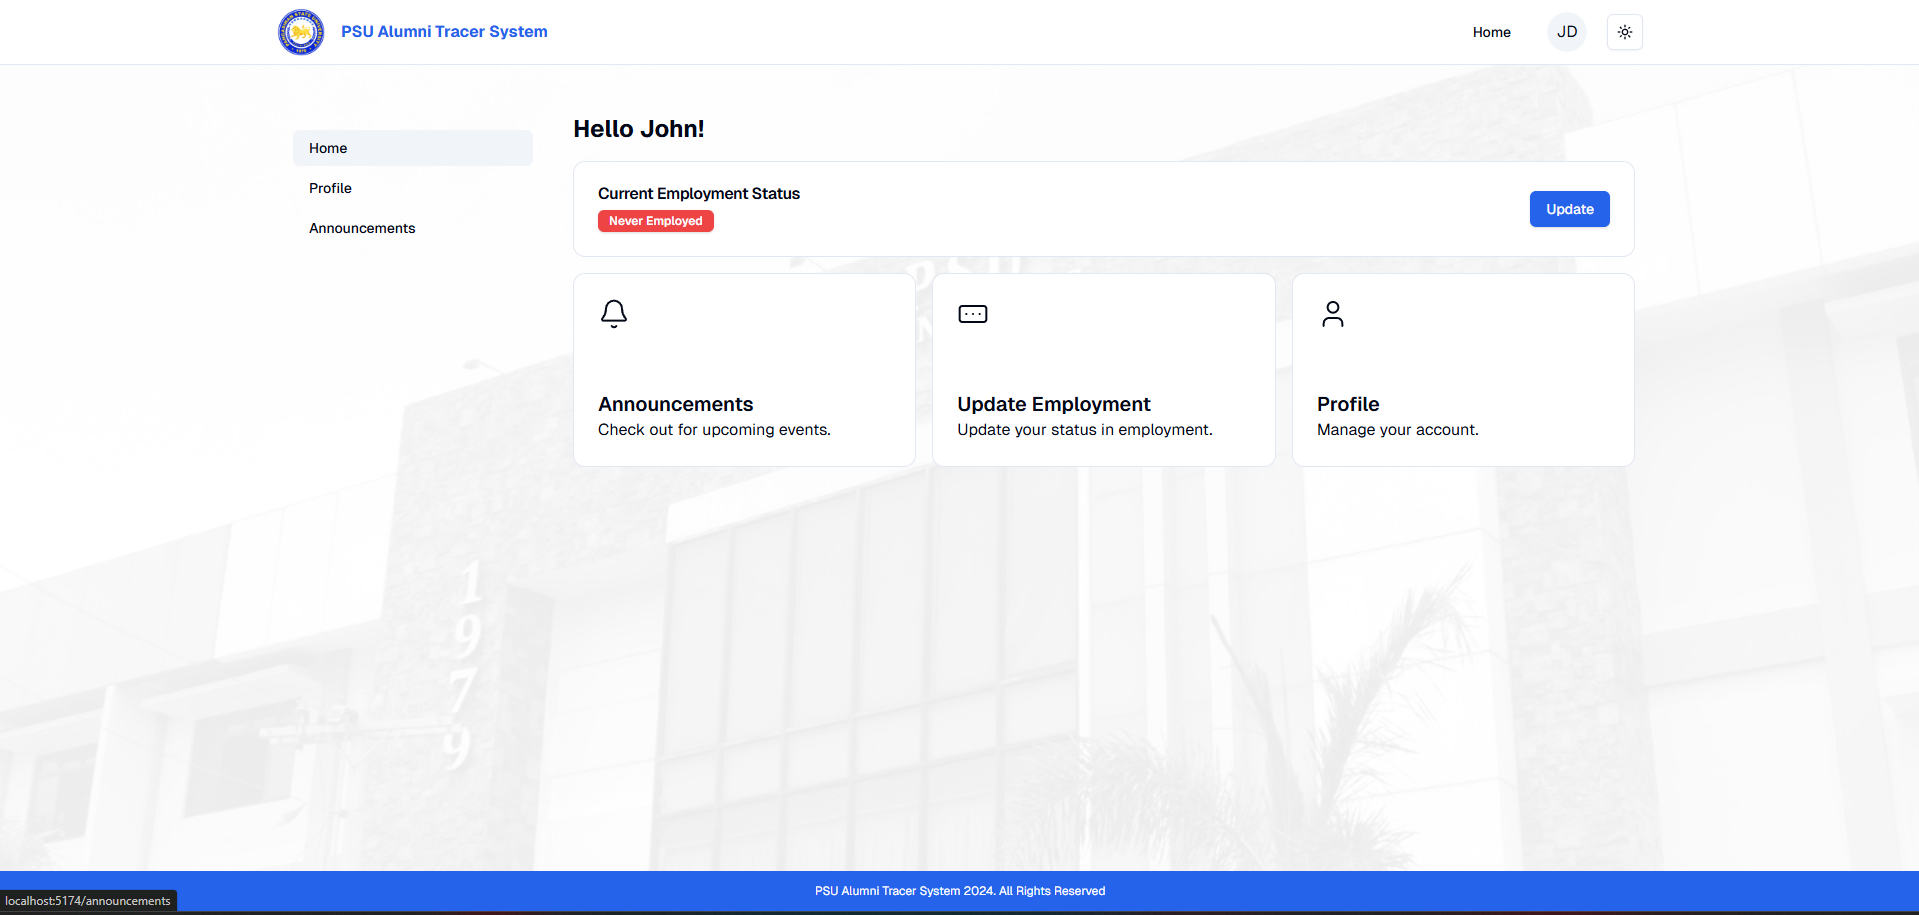 PSU Alumni Tracer System
Home
JD
Home
Profile
Announcements
Hello John!
Current Employment Status
Never Employed
Update
Announcements
Check out for upcoming events.
Update Employment
Update your status in employment.
Profile
Manage your account.
1979
PSU Alumni Tracer System 2024. All Rights Reserved
localhost:5174/announcements